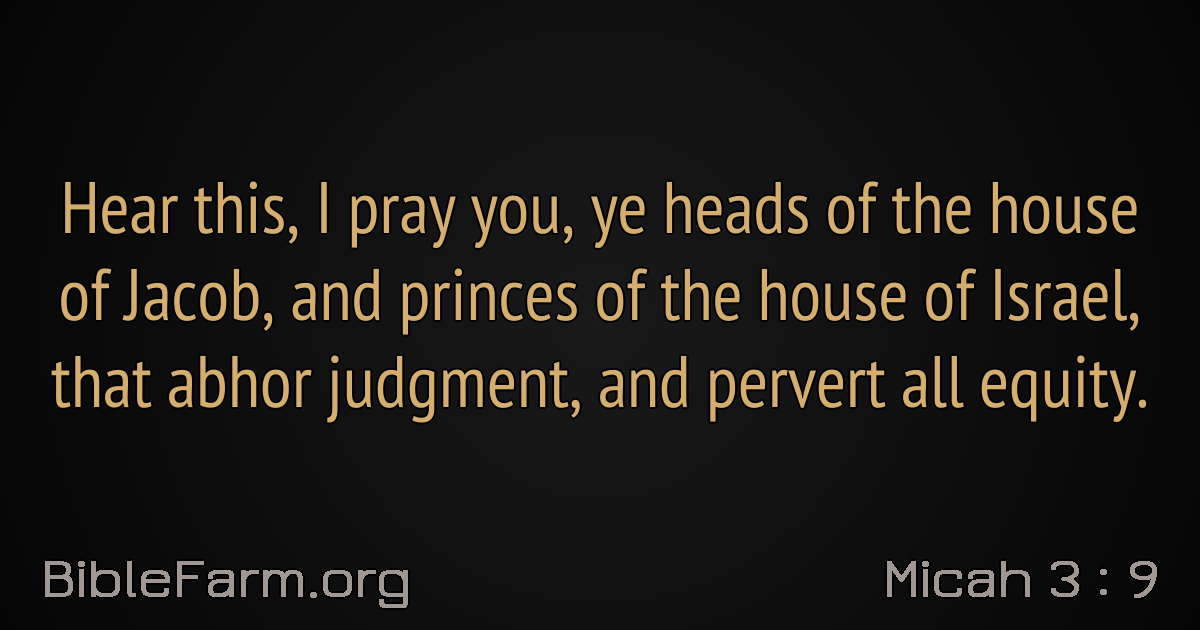 Hear this, I pray you, ye heads of the house
of Jacob, and princes of the house of Israel,
that abhor judgment, and pervert all equity.
BibleFarm.org
Micah 3 : 9